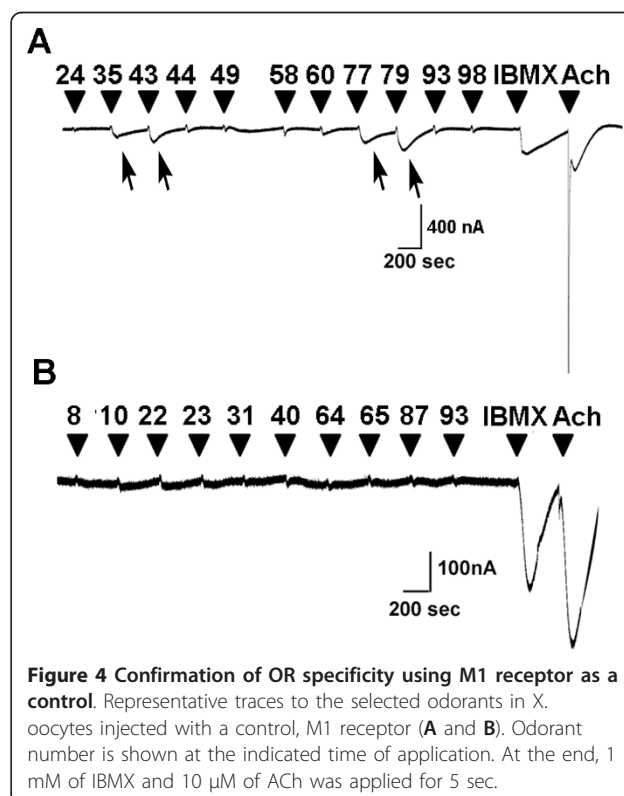 A
24 35 43 44 49 58 60 77 79 93 98 IBMX Ach
400 nA
200 sec
B
8 10 22 23 31 40 64 65 87 93 IBMX Ach
100nA
200 sec
Figure 4 Confirmation of OR specificity using M1 receptor as a
control. Representative traces to the selected odorants in X.
oocytes injected with a control, M1 receptor (A and B). Odorant
number is shown at the indicated time of application. At the end, 1
mM of IBMX and 10 μM of ACh was applied for 5 sec.